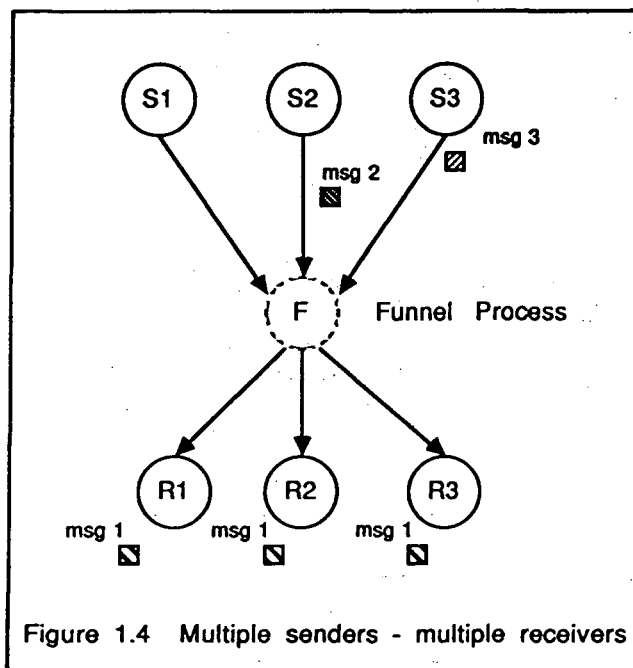 S1 S2 S3
msg 3
msg 2
F Funnel Process
R1 R2 R3
msg 1 msg 1 msg 1
Figure 1.4 Multiple senders - multiple receivers